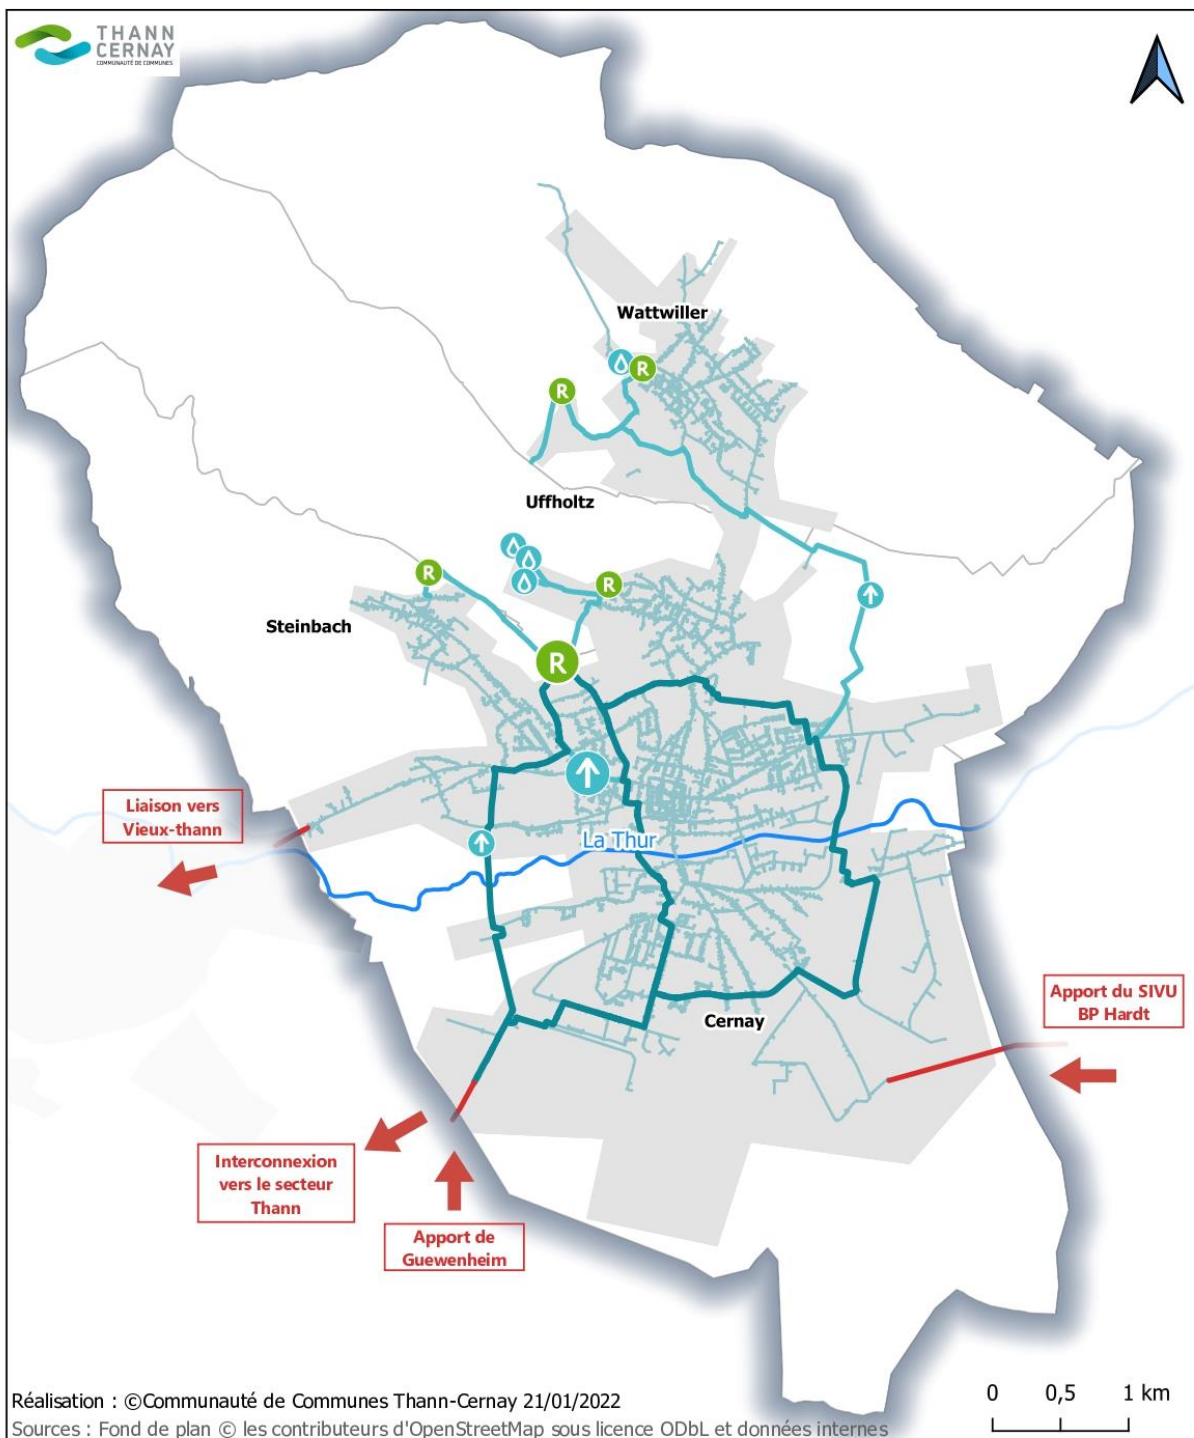 THANN
CERNAY
COMMUNAUTÉ DE COMMUNES
Wattwiller
R
R
Uffholtz
R
R
Steinbach
R
Liaison vers
Vieux-thann
La Thur
Apport du SIVU
BP Hardt
Cernay
Interconnexion
vers le secteur
Thann
Apport de
Guewenheim
Réalisation : ©Communauté de Communes Thann-Cernay 21/01/2022
0 0,5 1 km
Sources : Fond de plan © les contributeurs d'OpenStreetMap sous licence ODbL et données internes